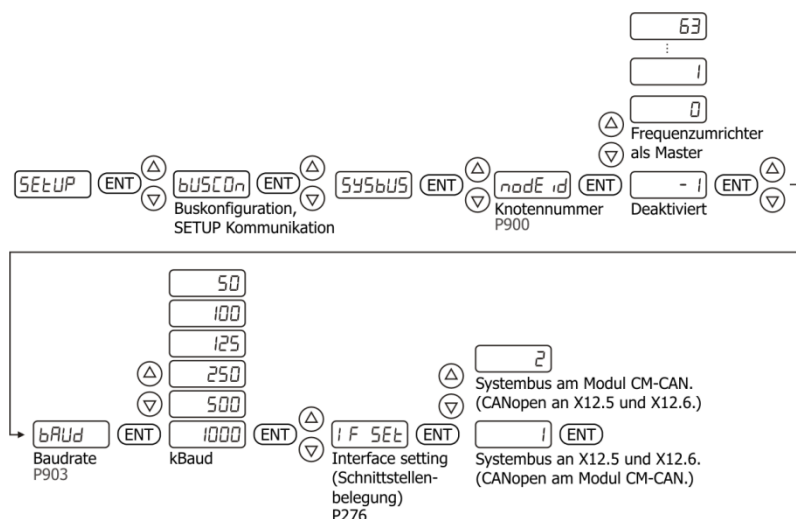 63
⋮
1
0
Frequenzumrichter
als Master
SEtUP
ENT
bUSCOn
ENT
SYSbUS
ENT
nodE id
ENT
-1
ENT
Buskonfiguration,
SETUP Kommunikation
Knotennummer
P900
Deaktiviert
50
100
125
250
500
1000
kBaud
bAUd
ENT
Baudrate
P903
ENT
IF SEt
ENT
Interface setting
(Schnittstellen-
belegung)
P276
2
Systembus am Modul CM-CAN.
(CANopen an X12.5 und X12.6.)
1
ENT
Systembus an X12.5 und X12.6.
(CANopen am Modul CM-CAN.)